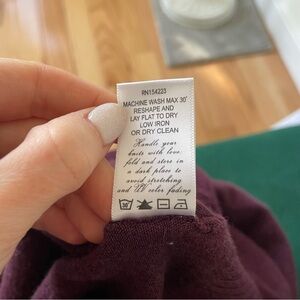 RN154223
MACHINE WASH MAX 30°
RESHAPE AND
LAY FLAT TO DRY
LOW IRON
OR DRY CLEAN
Handle your
knits with love
fold and store in
a dark place to
avoid stretching
and UV color fading
30°